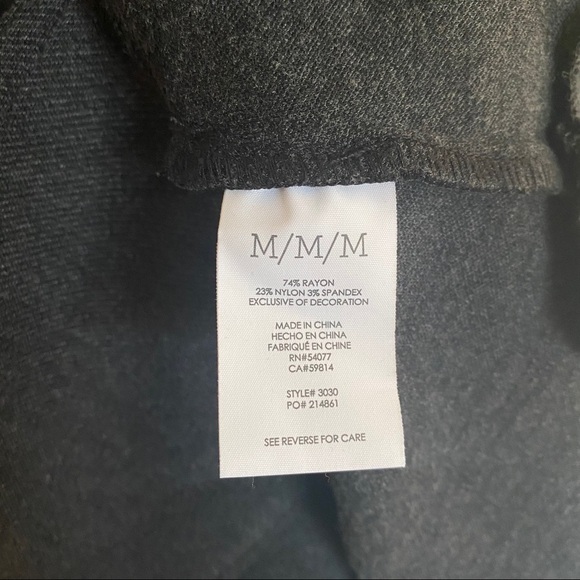 M/M/M
74% RAYON
23% NYLON 3% SPANDEX
EXCLUSIVE OF DECORATION
MADE IN CHINA
HECHO EN CHINA
FABRIQUÉ EN CHINE
RN#54077
CA#59814
STYLE# 3030
PO# 214861
SEE REVERSE FOR CARE